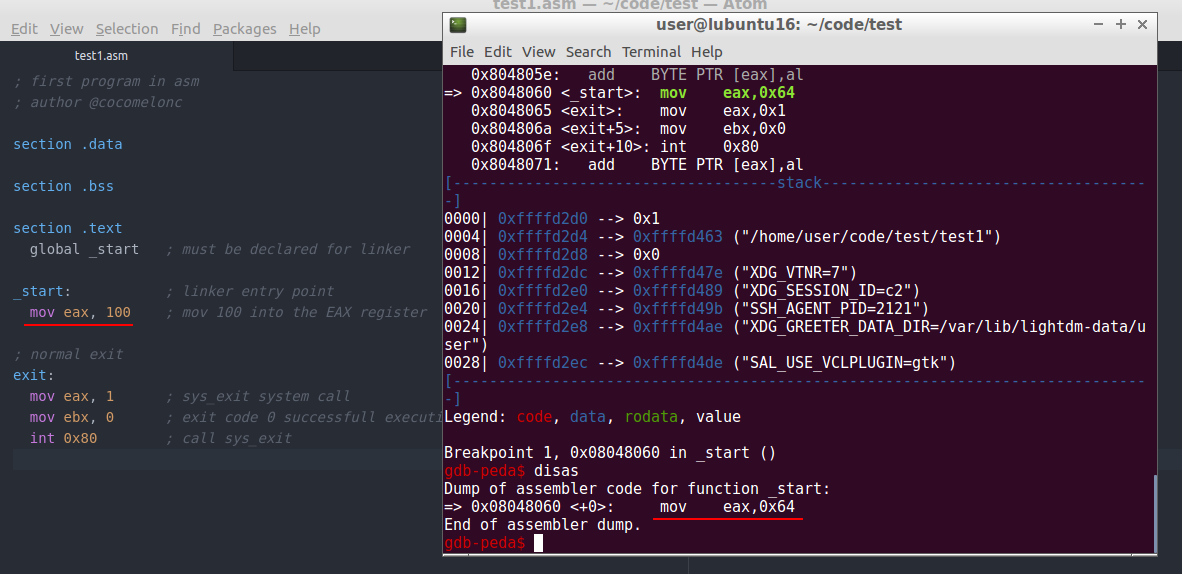 test1.asm — ~/code/test — Atom
Edit View Selection Find Packages Help
test1.asm
; first program in asm
; author @cocomelonc
section .data
section .bss
section .text
global _start ; must be declared for linker
_start: ; linker entry point
mov eax, 100 ; mov 100 into the EAX register
; normal exit
exit:
mov eax, 1 ; sys_exit system call
mov ebx, 0 ; exit code 0 successfull executi
int 0x80 ; call sys_exit
user@lubuntu16: ~/code/test
File Edit View Search Terminal Help
0x804805e: add BYTE PTR [eax],al
=> 0x8048060 <_start>: mov eax,0x64
0x8048065 <exit>: mov eax,0x1
0x804806a <exit+5>: mov ebx,0x0
0x804806f <exit+10>: int 0x80
0x8048071: add BYTE PTR [eax],al
[------------------------------------stack------------------------------------
-]
0000| 0xffffd2d0 --> 0x1
0004| 0xffffd2d4 --> 0xffffd463 ("/home/user/code/test/test1")
0008| 0xffffd2d8 --> 0x0
0012| 0xffffd2dc --> 0xffffd47e ("XDG_VTNR=7")
0016| 0xffffd2e0 --> 0xffffd489 ("XDG_SESSION_ID=c2")
0020| 0xffffd2e4 --> 0xffffd49b ("SSH_AGENT_PID=2121")
0024| 0xffffd2e8 --> 0xffffd4ae ("XDG_GREETER_DATA_DIR=/var/lib/lightdm-data/u
ser")
0028| 0xffffd2ec --> 0xffffd4de ("SAL_USE_VCLPLUGIN=gtk")
[-----------------------------------------------------------------------------
-]
Legend: code, data, rodata, value
Breakpoint 1, 0x08048060 in _start ()
gdb-peda$ disas
Dump of assembler code for function _start:
=> 0x08048060 <+0>: mov eax,0x64
End of assembler dump.
gdb-peda$